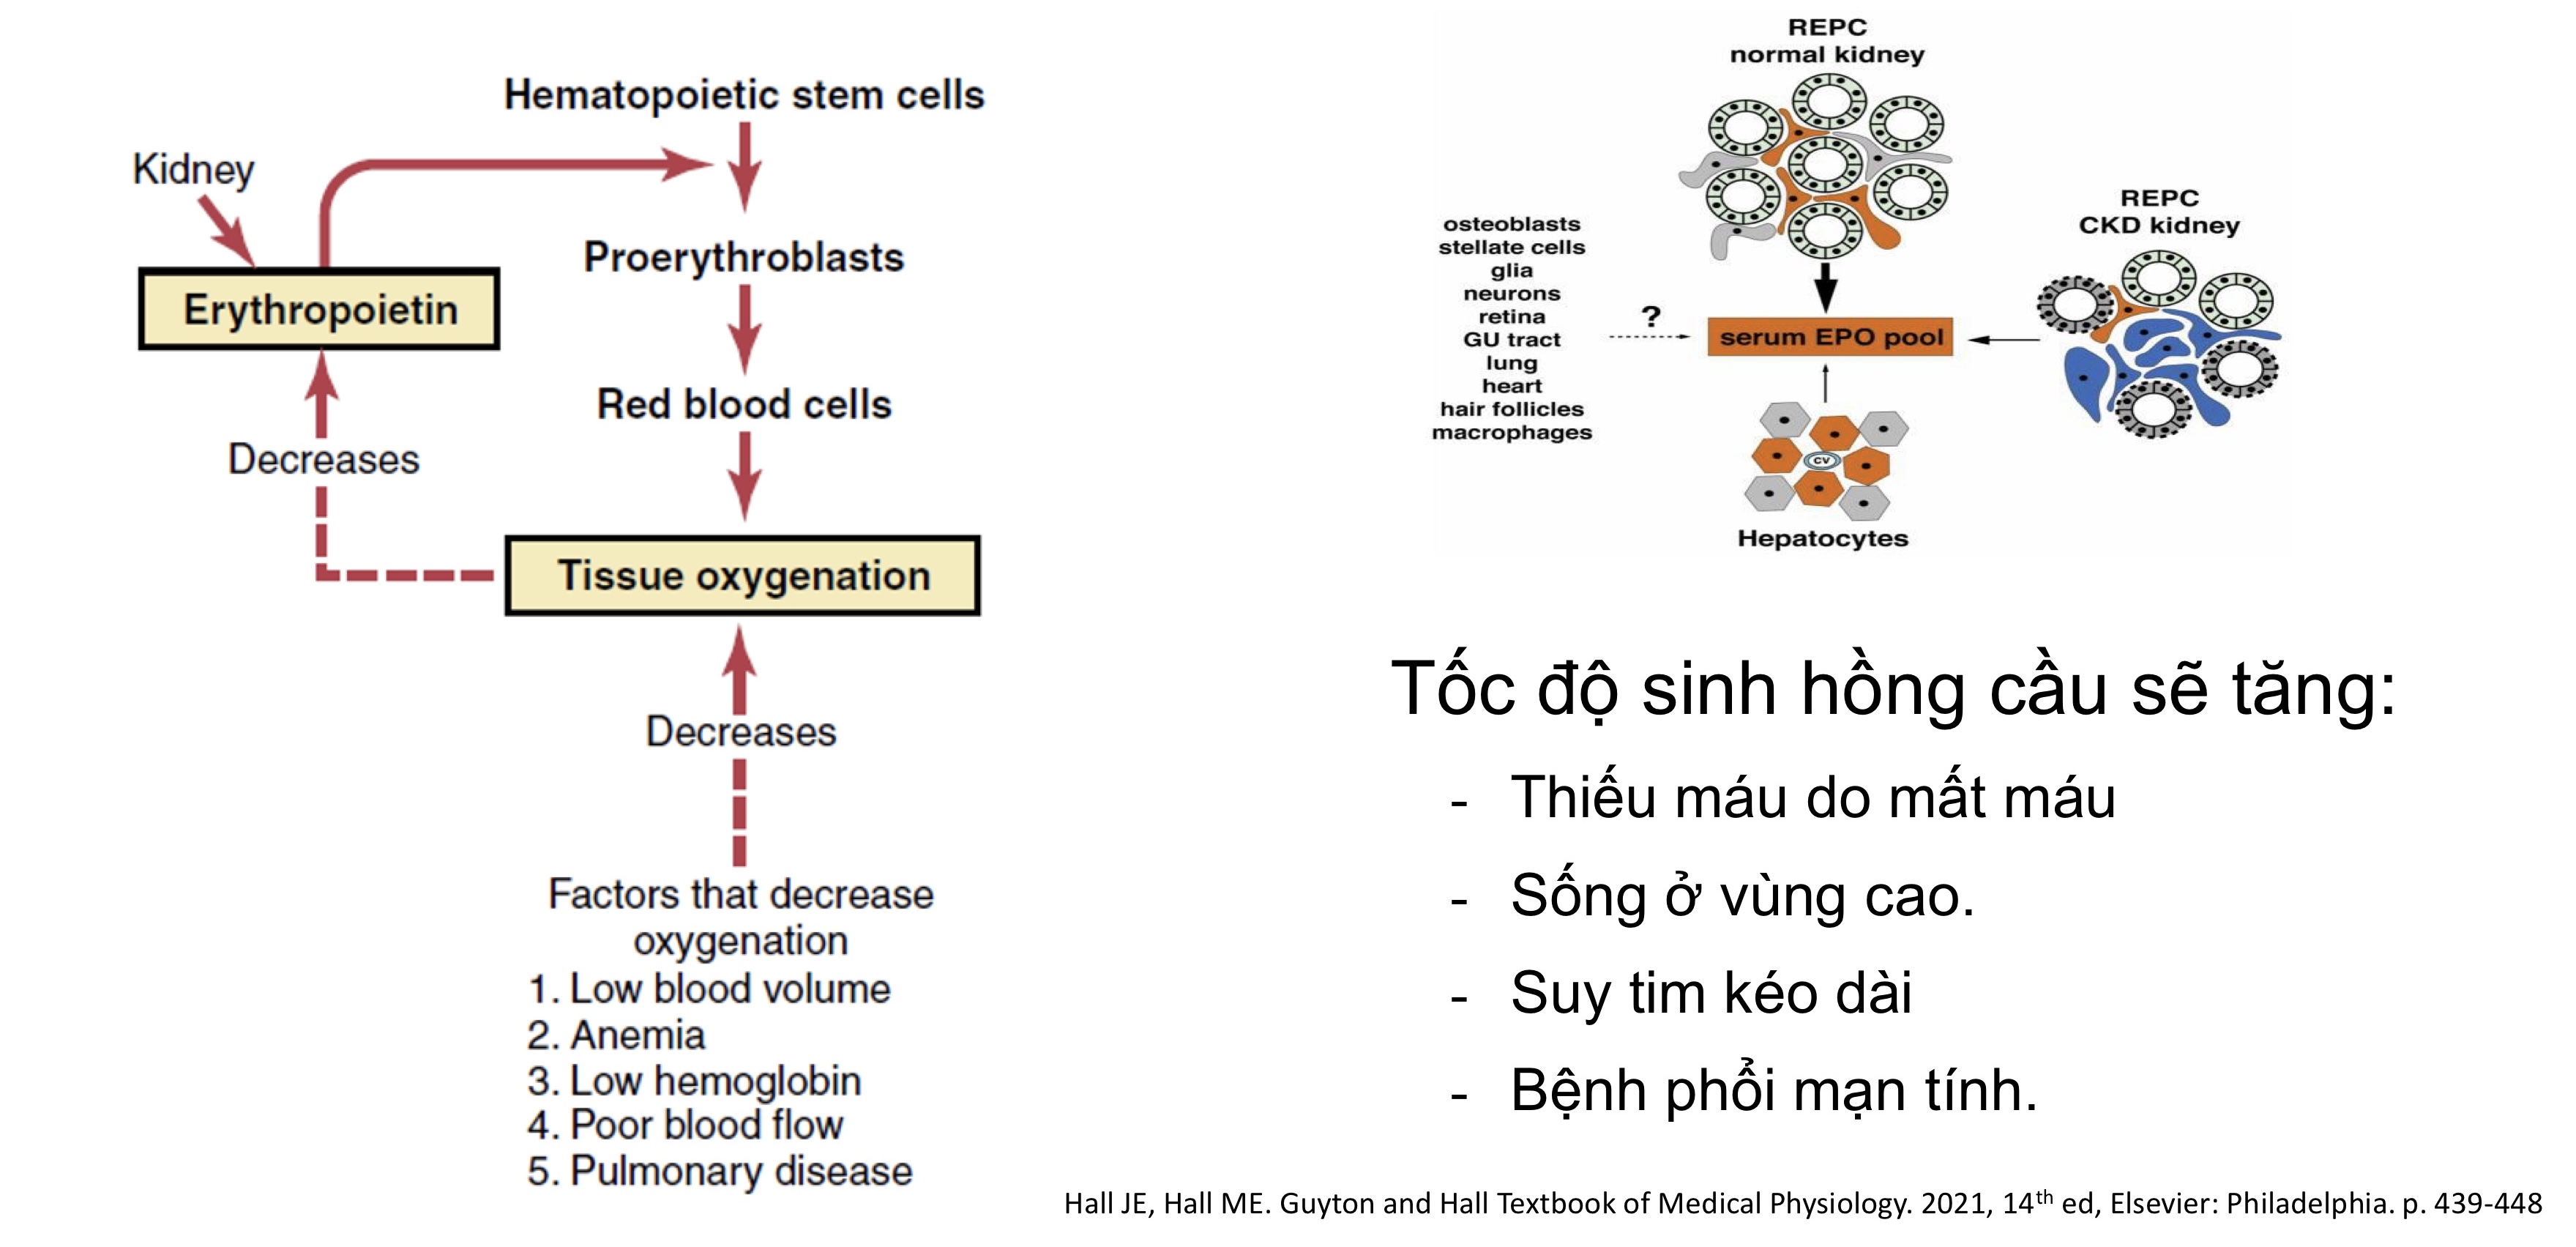 Hematopoietic stem cells
Kidney
Proerythroblasts
Erythropoietin
Red blood cells
Decreases
Tissue oxygenation
Decreases
Factors that decrease
oxygenation
1. Low blood volume
2. Anemia
3. Low hemoglobin
4. Poor blood flow
5. Pulmonary disease
REPC
normal kidney
REPC
CKD kidney
osteoblasts
stellate cells
glia
neurons
retina
GU tract
lung
heart
hair follicles
macrophages
?
serum EPO pool
CV
Hepatocytes
Tốc độ sinh hồng cầu sẽ tăng:
- Thiếu máu do mất máu
- Sống ở vùng cao.
- Suy tim kéo dài
- Bệnh phổi mạn tính.
Hall JE, Hall ME. Guyton and Hall Textbook of Medical Physiology. 2021, 14th ed, Elsevier: Philadelphia. p. 439-448